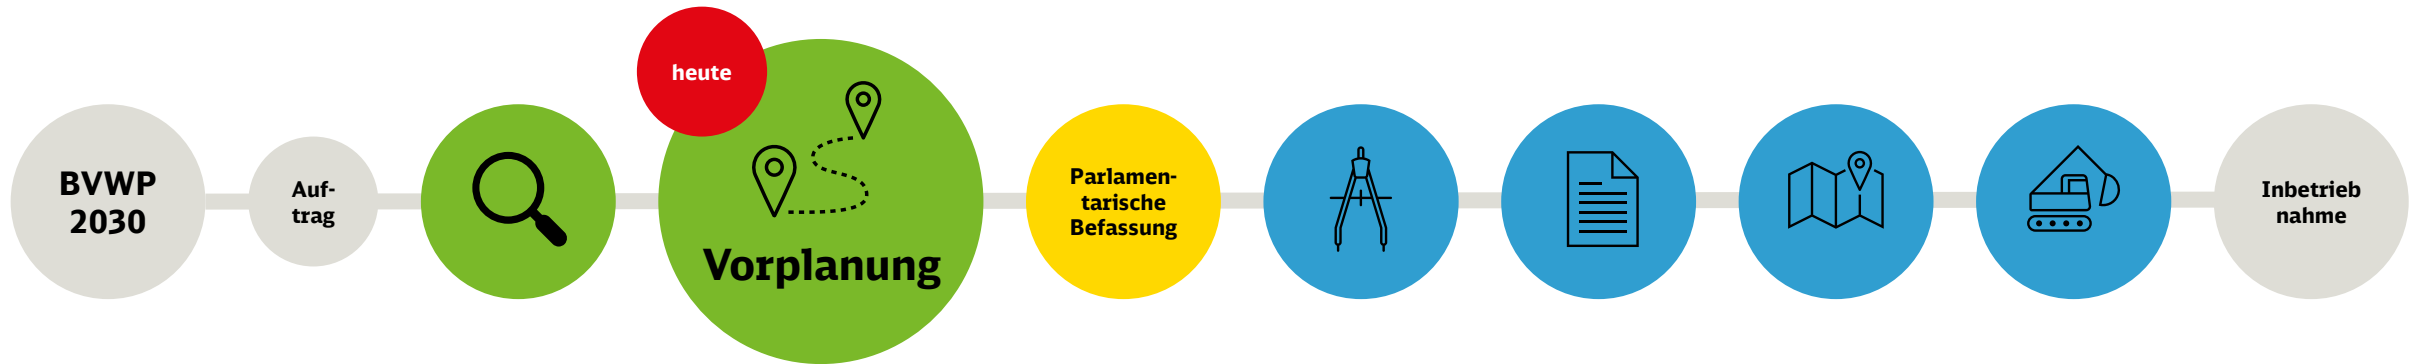 BVWP
2030
Auf-
trag
heute
Vorplanung
Parlamen-
tarische
Befassung
Inbetrieb
nahme